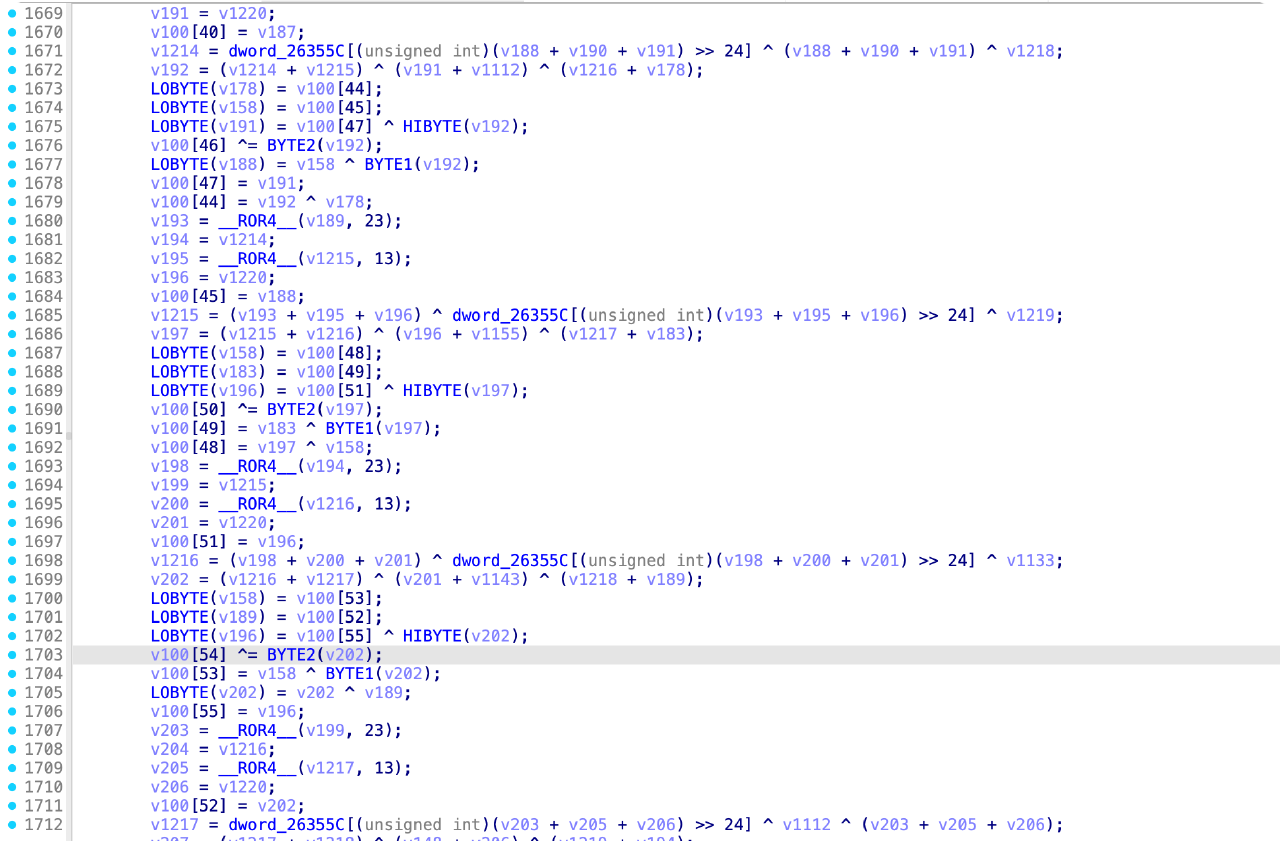 1669 v191 = v1220;
1670 v100[40] = v187;
1671 v1214 = dword_26355C[(unsigned int)(v188 + v190 + v191) >> 24] ^ (v188 + v190 + v191) ^ v1218;
1672 v192 = (v1214 + v1215) ^ (v191 + v1112) ^ (v1216 + v178);
1673 LOBYTE(v178) = v100[44];
1674 LOBYTE(v158) = v100[45];
1675 LOBYTE(v191) = v100[47] ^ HIBYTE(v192);
1676 v100[46] ^= BYTE2(v192);
1677 LOBYTE(v188) = v158 ^ BYTE1(v192);
1678 v100[47] = v191;
1679 v100[44] = v192 ^ v178;
1680 v193 = __ROR4__(v189, 23);
1681 v194 = v1214;
1682 v195 = __ROR4__(v1215, 13);
1683 v196 = v1220;
1684 v100[45] = v188;
1685 v1215 = (v193 + v195 + v196) ^ dword_26355C[(unsigned int)(v193 + v195 + v196) >> 24] ^ v1219;
1686 v197 = (v1215 + v1216) ^ (v196 + v1155) ^ (v1217 + v183);
1687 LOBYTE(v158) = v100[48];
1688 LOBYTE(v183) = v100[49];
1689 LOBYTE(v196) = v100[51] ^ HIBYTE(v197);
1690 v100[50] ^= BYTE2(v197);
1691 v100[49] = v183 ^ BYTE1(v197);
1692 v100[48] = v197 ^ v158;
1693 v198 = __ROR4__(v194, 23);
1694 v199 = v1215;
1695 v200 = __ROR4__(v1216, 13);
1696 v201 = v1220;
1697 v100[51] = v196;
1698 v1216 = (v198 + v200 + v201) ^ dword_26355C[(unsigned int)(v198 + v200 + v201) >> 24] ^ v1133;
1699 v202 = (v1216 + v1217) ^ (v201 + v1143) ^ (v1218 + v189);
1700 LOBYTE(v158) = v100[53];
1701 LOBYTE(v189) = v100[52];
1702 LOBYTE(v196) = v100[55] ^ HIBYTE(v202);
1703 v100[54] ^= BYTE2(v202);
1704 v100[53] = v158 ^ BYTE1(v202);
1705 LOBYTE(v202) = v202 ^ v189;
1706 v100[55] = v196;
1707 v203 = __ROR4__(v199, 23);
1708 v204 = v1216;
1709 v205 = __ROR4__(v1217, 13);
1710 v206 = v1220;
1711 v100[52] = v202;
1712 v1217 = dword_26355C[(unsigned int)(v203 + v205 + v206) >> 24] ^ v1112 ^ (v203 + v205 + v206);